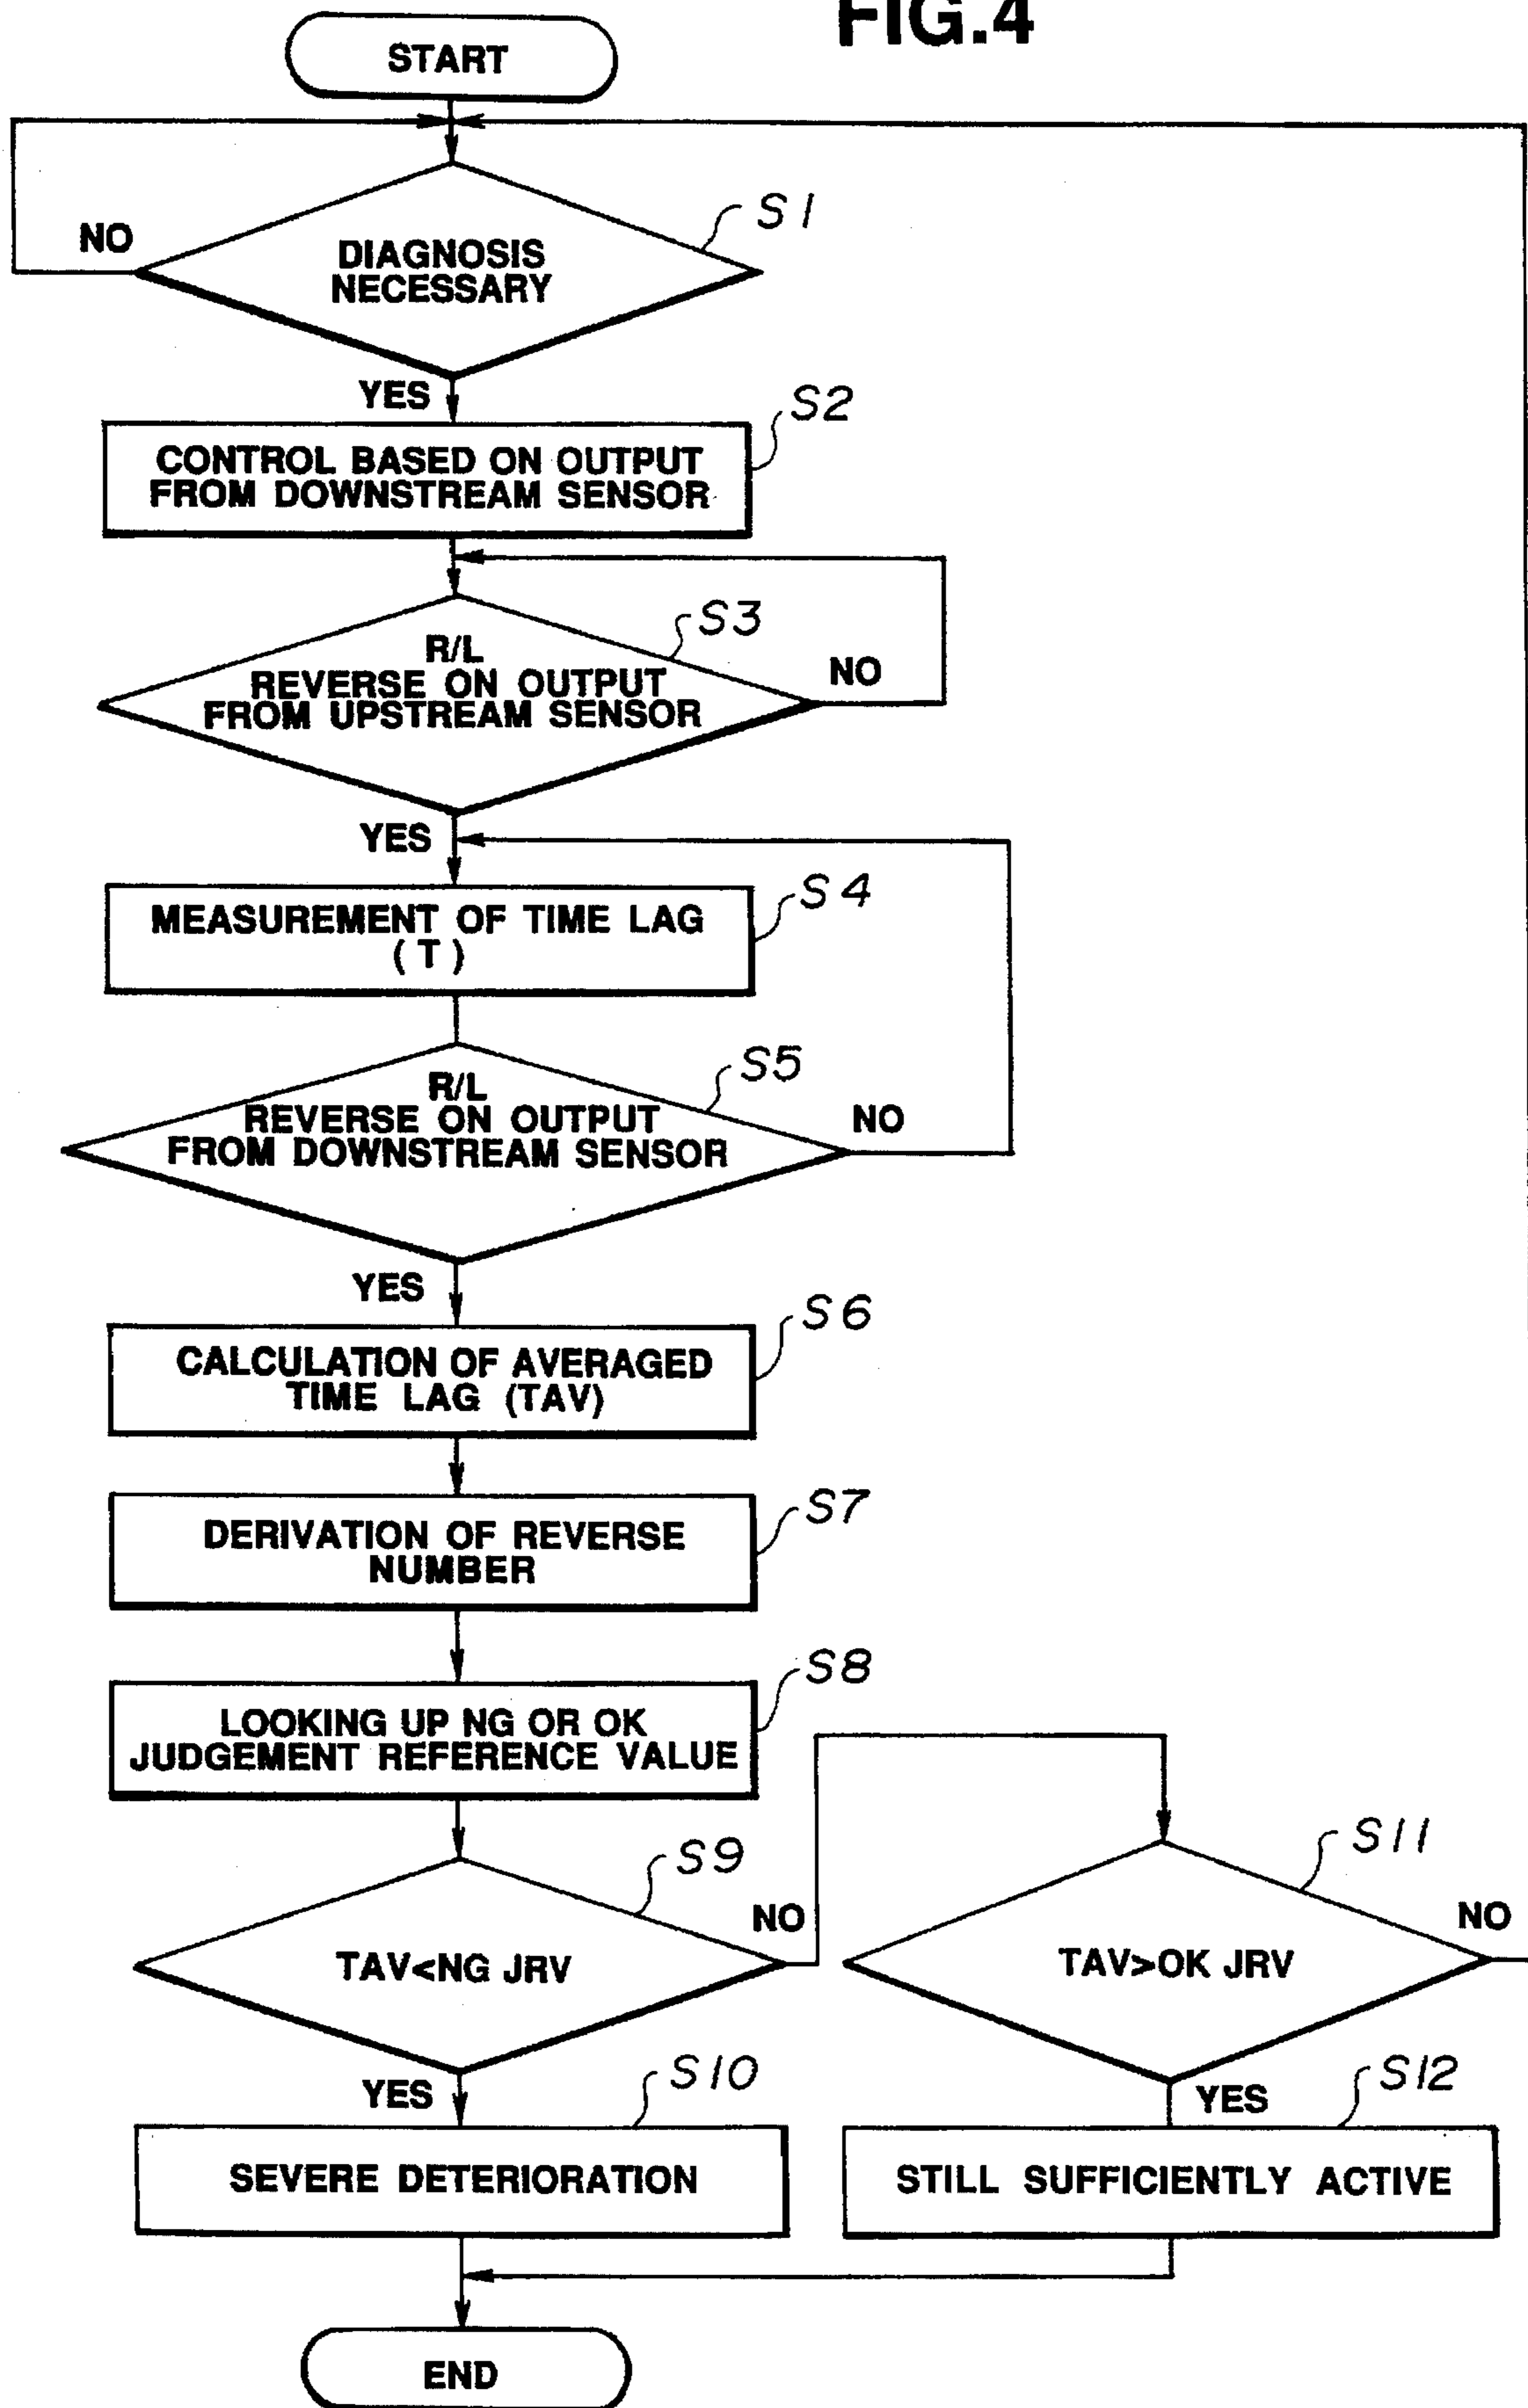 FIG.4
START
S1
NO
DIAGNOSIS
NECESSARY
YES
S2
CONTROL BASED ON OUTPUT
FROM DOWNSTREAM SENSOR
S3
R/L
REVERSE ON OUTPUT
FROM UPSTREAM SENSOR
NO
YES
S4
MEASUREMENT OF TIME LAG
(T)
S5
R/L
REVERSE ON OUTPUT
FROM DOWNSTREAM SENSOR
NO
YES
S6
CALCULATION OF AVERAGED
TIME LAG (TAV)
S7
DERIVATION OF REVERSE
NUMBER
S8
LOOKING UP NG OR OK
JUDGEMENT REFERENCE VALUE
S9
NO
TAV<NG JRV
S11
NO
TAV>OK JRV
YES
S10
SEVERE DETERIORATION
YES
S12
STILL SUFFICIENTLY ACTIVE
END